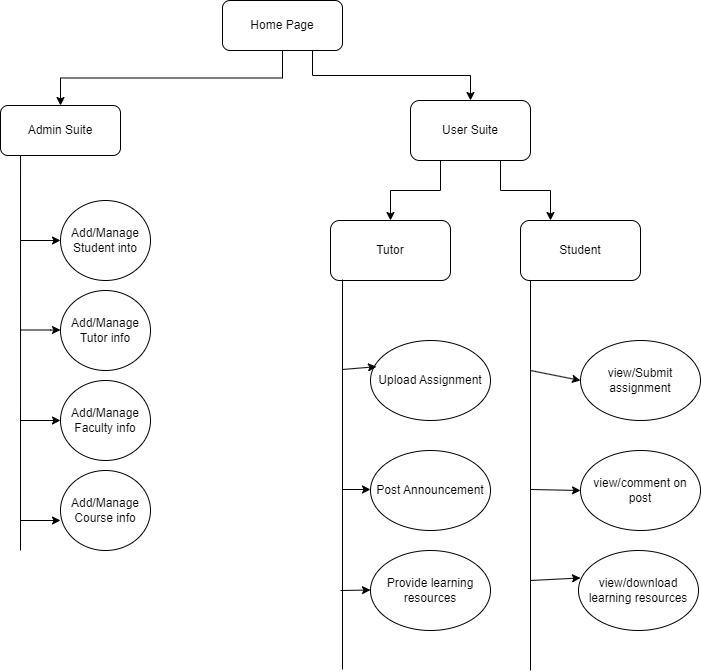 Home Page
Admin Suite
User Suite
Add/Manage
Student into
Add/Manage
Tutor info
Add/Manage
Faculty info
Add/Manage
Course info
Tutor
Upload Assignment
Post Announcement
Provide learning
resources
Student
view/Submit
assignment
view/comment on
post
view/download
learning resources